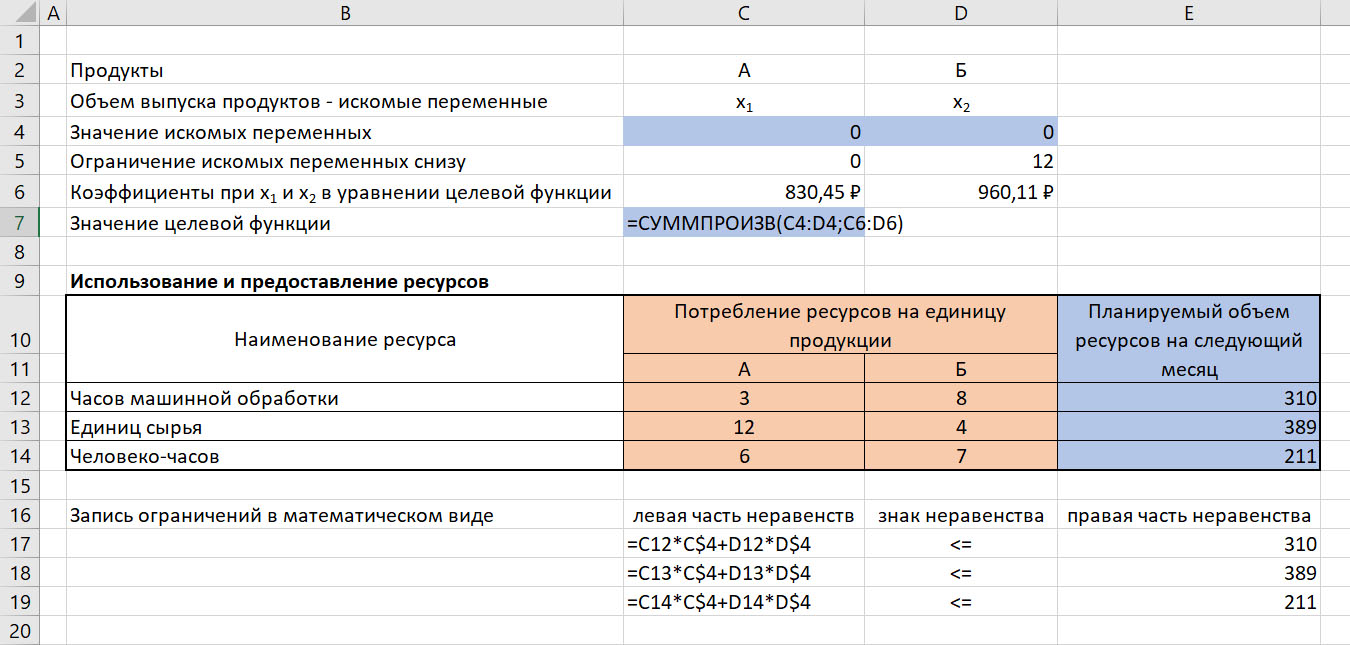 A B C D E
1
2 Продукты А Б
3 Объем выпуска продуктов - искомые переменные x₁ x₂
4 Значение искомых переменных 0 0
5 Ограничение искомых переменных снизу 0 12
6 Коэффициенты при x₁ и x₂ в уравнении целевой функции 830,45 ₽ 960,11 ₽
7 Значение целевой функции =СУММПРОИЗВ(C4:D4;C6:D6)
8
9 Использование и предоставление ресурсов
Потребление ресурсов на единицу Планируемый объем
10 Наименование ресурса продукции ресурсов на следующий
11 А Б месяц
12 Часов машинной обработки 3 8 310
13 Единиц сырья 12 4 389
14 Человеко-часов 6 7 211
15
16 Запись ограничений в математическом виде левая часть неравенств знак неравенства правая часть неравенства
17 =C12*C$4+D12*D$4 <= 310
18 =C13*C$4+D13*D$4 <= 389
19 =C14*C$4+D14*D$4 <= 211
20